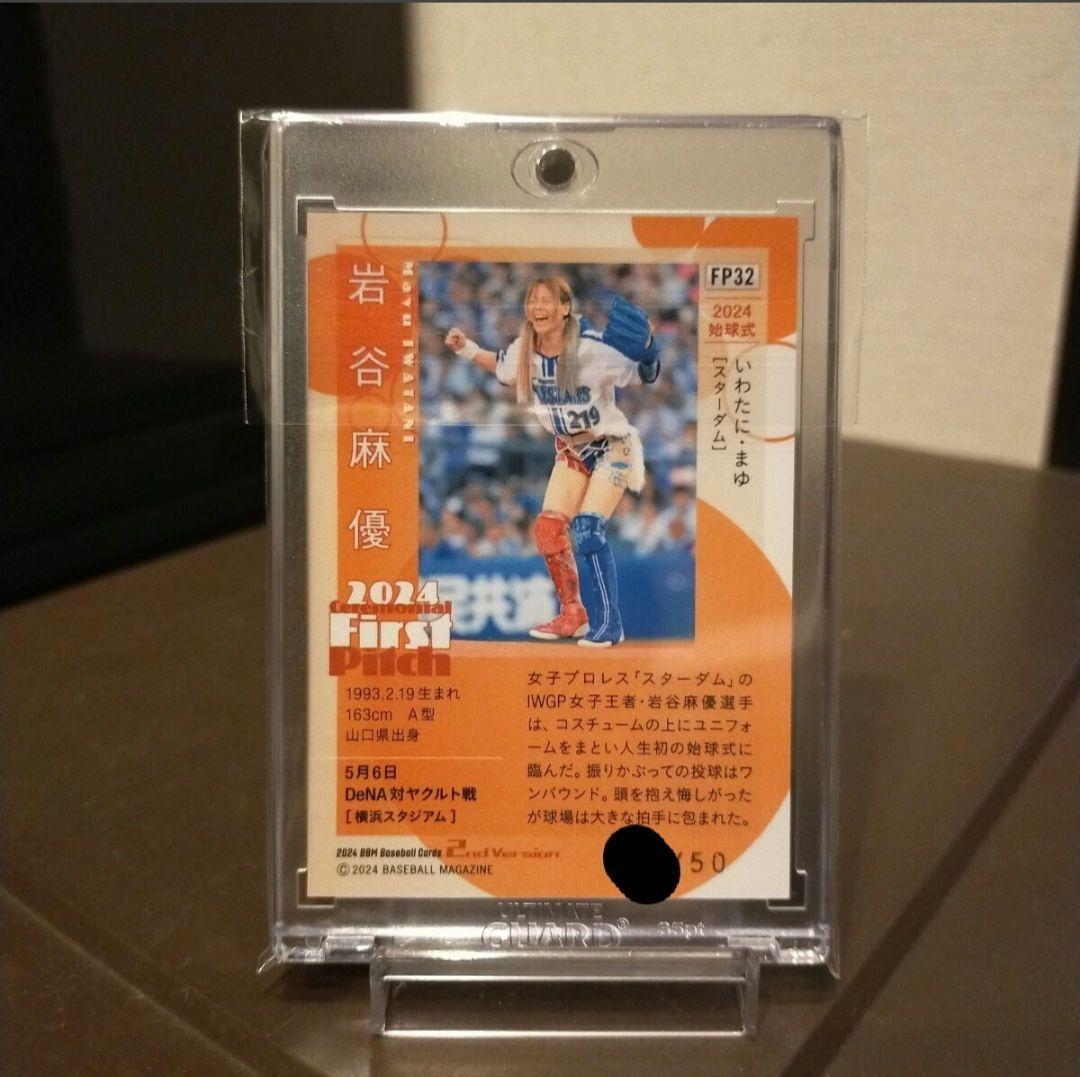 岩谷麻優
Mayu IWATANI
FP32
2024
始球式
いわたに・まゆ
[スターダム]
219
2024
Ceremonial
First
Pitch
1993.2.19生まれ
163cm A型
山口県出身
5月6日
DeNA対ヤクルト戦
[横浜スタジアム]
女子プロレス「スターダム」の
IWGP女子王者・岩谷麻優選手
は、コスチュームの上にユニフォ
ームをまとい人生初の始球式に
臨んだ。振りかぶっての投球はワ
ンバウンド。頭を抱え悔しがった
が球場は大きな拍手に包まれた。
2024 BBM Baseball Cards 2nd Version
© 2024 BASEBALL MAGAZINE
/50
ULTIMATE
GUARD®
35pt